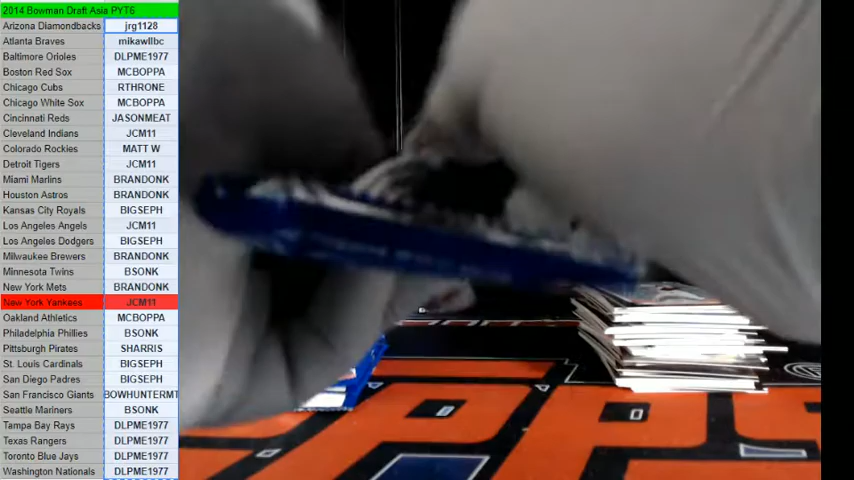 2014 Bowman Draft Asia PYT6
Arizona Diamondbacks jrg1128
Atlanta Braves mikawllbc
Baltimore Orioles DLPME1977
Boston Red Sox MCBOPPA
Chicago Cubs RTHRONE
Chicago White Sox MCBOPPA
Cincinnati Reds JASONMEAT
Cleveland Indians JCM11
Colorado Rockies MATT W
Detroit Tigers JCM11
Miami Marlins BRANDONK
Houston Astros BRANDONK
Kansas City Royals BIGSEPH
Los Angeles Angels JCM11
Los Angeles Dodgers BIGSEPH
Milwaukee Brewers BRANDONK
Minnesota Twins BSONK
New York Mets BRANDONK
New York Yankees JCM11
Oakland Athletics MCBOPPA
Philadelphia Phillies BSONK
Pittsburgh Pirates SHARRIS
St. Louis Cardinals BIGSEPH
San Diego Padres BIGSEPH
San Francisco Giants BOWHUNTERMT
Seattle Mariners BSONK
Tampa Bay Rays DLPME1977
Texas Rangers DLPME1977
Toronto Blue Jays DLPME1977
Washington Nationals DLPME1977
PPS